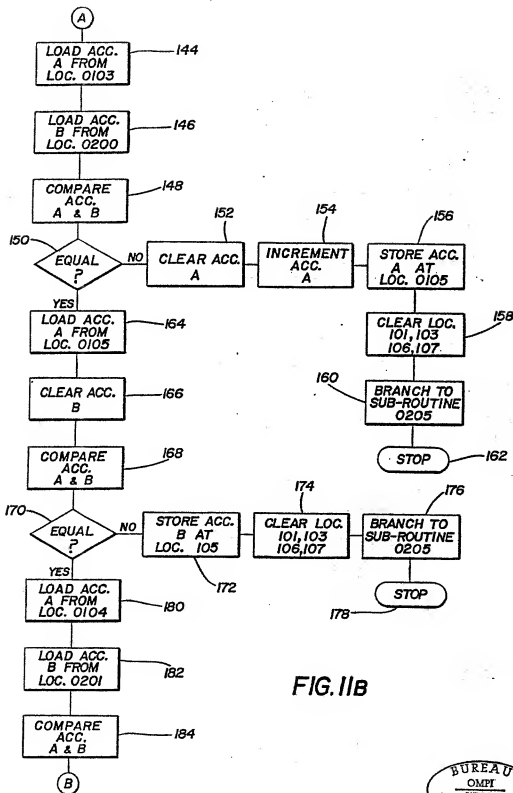 A
LOAD ACC.
A FROM
LOC. 0103
144
LOAD ACC.
B FROM
LOC. 0200
146
COMPARE
ACC.
A & B
148
150
EQUAL
?
NO
YES
152
CLEAR ACC.
A
154
INCREMENT
ACC.
A
156
STORE ACC.
A AT
LOC. 0105
CLEAR LOC.
101, 103
106, 107
158
160
BRANCH TO
SUB-ROUTINE
0205
STOP
162
LOAD ACC.
A FROM
LOC. 0105
164
CLEAR ACC.
B
166
COMPARE
ACC.
A & B
168
170
EQUAL
?
NO
YES
STORE ACC.
B AT
LOC. 105
172
174
CLEAR LOC.
101, 103
106, 107
176
BRANCH TO
SUB-ROUTINE
0205
STOP
178
LOAD ACC.
A FROM
LOC. 0104
180
LOAD ACC.
B FROM
LOC. 0201
182
COMPARE
ACC.
A & B
184
B
FIG. 11B
BUREAU
OMPI